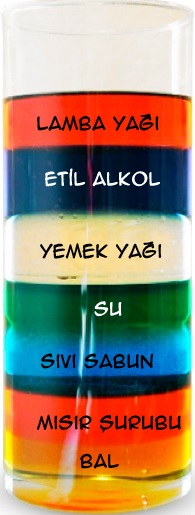 LAMBA YAĞI
ETİL ALKOL
YEMEK YAĞI
SU
SIVI SABUN
MISIR ŞURUBU
BAL